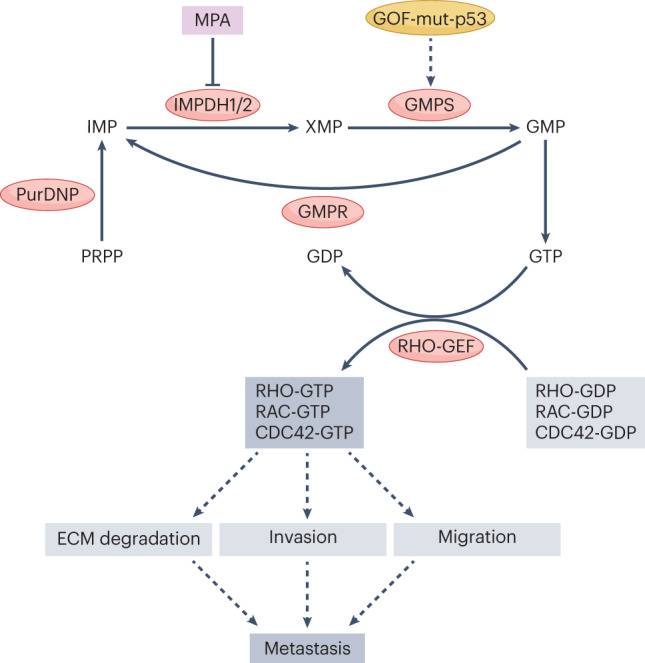 MPA
GOF-mut-p53
IMPDH1/2
GMPS
IMP
XMP
GMP
PurDNP
GMPR
PRPP
GDP
GTP
RHO-GEF
RHO-GTP
RAC-GTP
CDC42-GTP
RHO-GDP
RAC-GDP
CDC42-GDP
ECM degradation
Invasion
Migration
Metastasis